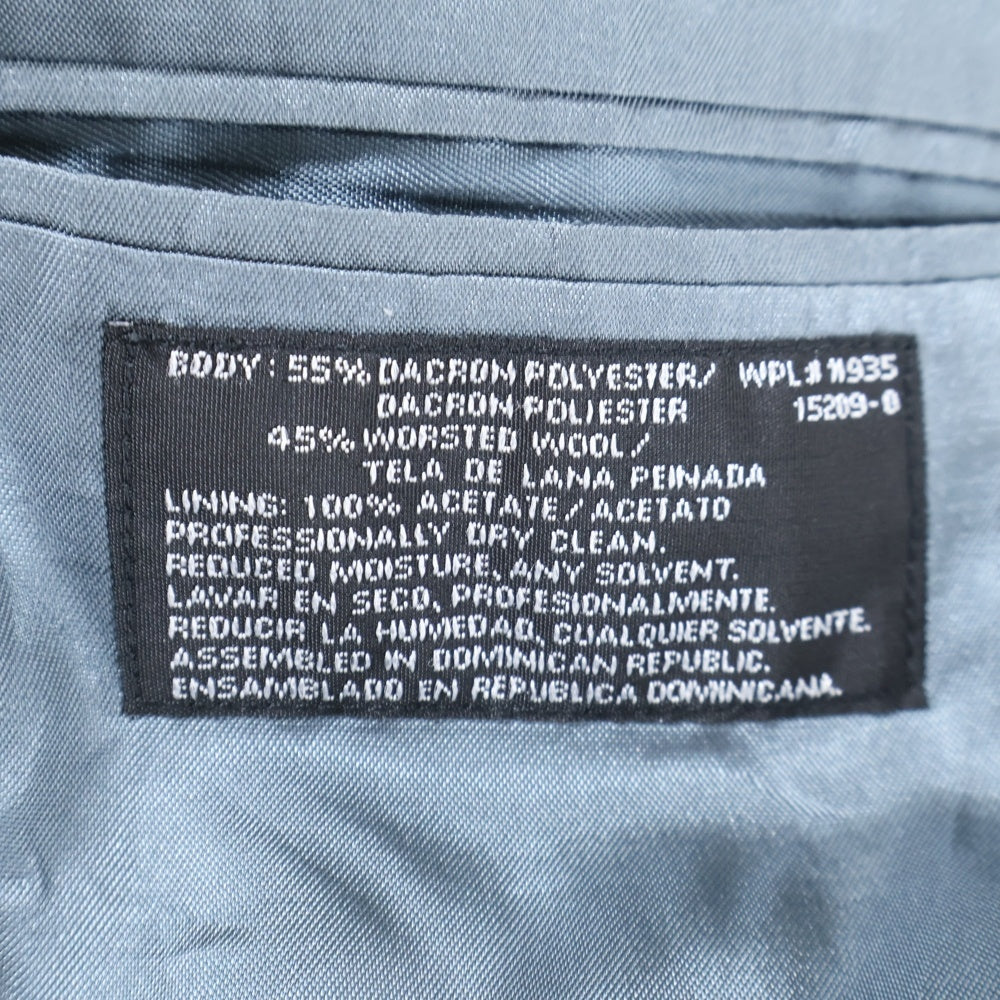 BODY: 55% DACRON POLYESTER/ WPL#
DACRON POLIESTER 15209-0
45% WORSTED WOOL/
TELA DE LANA PEINADA
LINING: 100% ACETATE/ACETATO
PROFESSIONALLY DRY CLEAN.
REDUCED MOISTURE, ANY SOLVENT.
LAVAR EN SECO, PROFESIONALMENTE.
REDUCIR LA HUMEDAD, CUALQUIER SOLVENTE.
ASSEMBLED IN DOMINICAN REPUBLIC.
ENSAMBLADO EN REPUBLICA DOMINICANA.